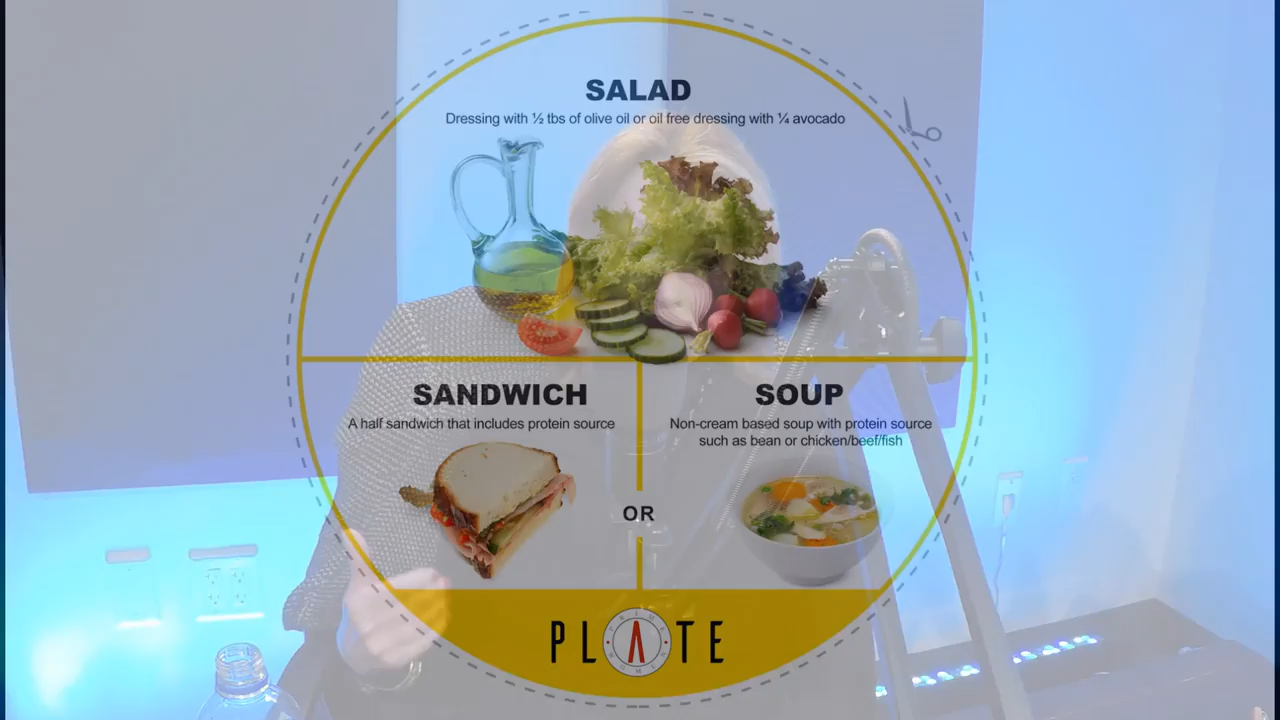 SALAD
Dressing with ½ tbs of olive oil or oil free dressing with ¼ avocado
SANDWICH
A half sandwich that includes protein source
SOUP
Non-cream based soup with protein source
such as bean or chicken/beef/fish
OR
PLATE